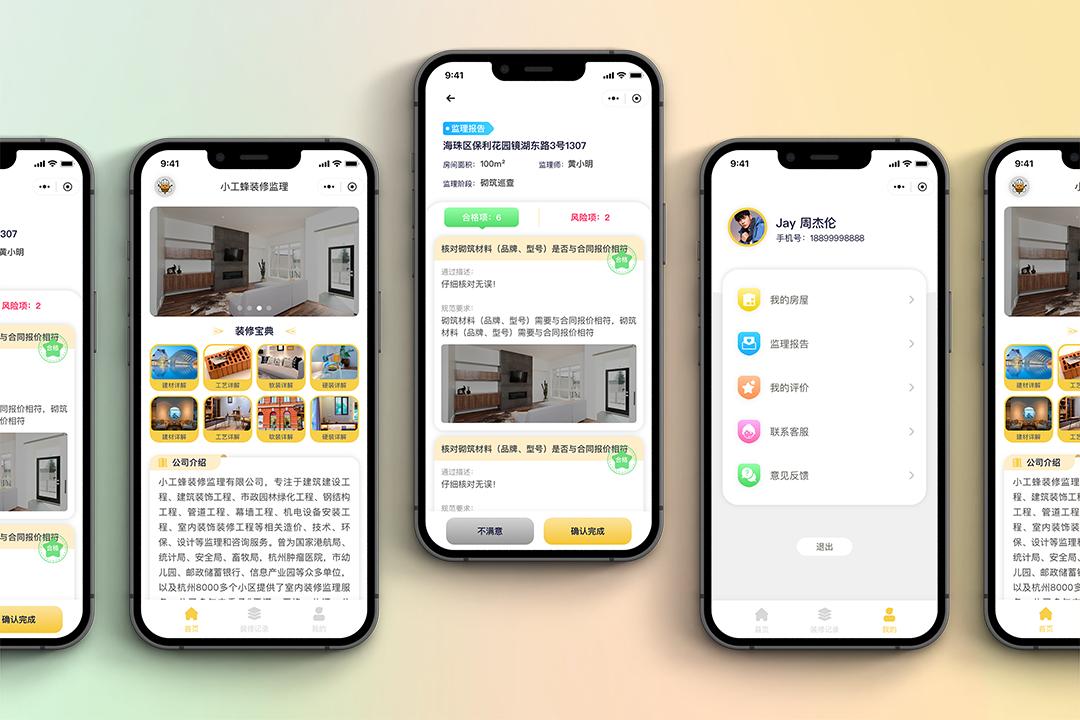 307
黄小明
风险项：2
与合同报价相符
合格
同报价相符，砌筑
价相符
与合同报价相符
合格
确认完成
9:41
小工蜂装修监理
装修宝典
建材详解
工艺详解
软装详解
硬装详解
建材详解
工艺详解
软装详解
硬装详解
公司介绍
小工蜂装修监理有限公司，专注于建筑建设工
程、建筑装饰工程、市政园林绿化工程、钢结构
工程、管道工程、幕墙工程、机电设备安装工
程、室内装饰装修工程等相关造价、技术、环
保、设计等监理和咨询服务。曾为国家港航局、
统计局、安全局、畜牧局，杭州肿瘤医院，市幼
儿园、邮政储蓄银行、信息产业园等众多单位，
以及杭州8000多个小区提供了室内装修监理服
首页
装修记录
我的
9:41
监理报告
海珠区保利花园镜湖东路3号1307
房间面积：100m²
监理师：黄小明
监理阶段：砌筑巡查
合格项：6
风险项：2
核对砌筑材料（品牌、型号）是否与合同报价相符
合格
通过描述：
仔细核对无误！
规范要求：
砌筑材料（品牌、型号）需要与合同报价相符，砌筑
材料（品牌、型号）需要与合同报价相符
核对砌筑材料（品牌、型号）是否与合同报价相符
合格
通过描述：
仔细核对无误！
规范要求：
不满意
确认完成
9:41
Jay 周杰伦
手机号：18899998888
我的房屋
监理报告
我的评价
联系客服
意见反馈
退出
首页
装修记录
我的
9:41
建材详解
建材详解
公司介绍
小工蜂装修监理
程、建筑装饰工
工程、管道工程
程、室内装饰装
保、设计等监理
统计局、安全局
儿园、邮政储蓄
以及杭州8000多
首页